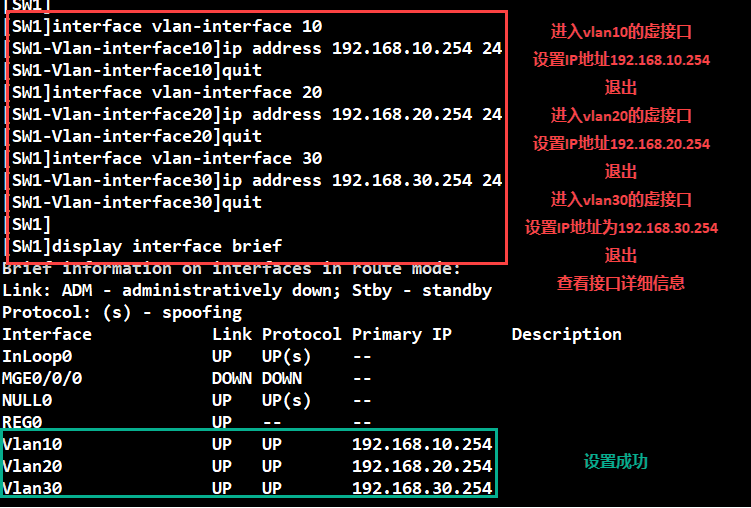 [SW1]
[SW1]interface vlan-interface 10
进入vlan10的虚接口
[SW1-Vlan-interface10]ip address 192.168.10.254 24
设置IP地址192.168.10.254
[SW1-Vlan-interface10]quit
退出
[SW1]interface vlan-interface 20
进入vlan20的虚接口
[SW1-Vlan-interface20]ip address 192.168.20.254 24
设置IP地址192.168.20.254
[SW1-Vlan-interface20]quit
退出
[SW1]interface vlan-interface 30
进入vlan30的虚接口
[SW1-Vlan-interface30]ip address 192.168.30.254 24
设置IP地址为192.168.30.254
[SW1-Vlan-interface30]quit
退出
[SW1]
[SW1]display interface brief
查看接口详细信息
Brief information on interfaces in route mode:
Link: ADM - administratively down; Stby - standby
Protocol: (s) - spoofing
Interface Link Protocol Primary IP Description
InLoop0 UP UP(s) --
MGE0/0/0 DOWN DOWN --
NULL0 UP UP(s) --
REG0 UP -- --
Vlan10 UP UP 192.168.10.254
Vlan20 UP UP 192.168.20.254
设置成功
Vlan30 UP UP 192.168.30.254